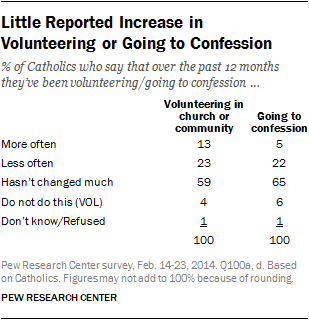 Little Reported Increase in
Volunteering or Going to Confession
% of Catholics who say that over the past 12 months
they've been volunteering/going to confession ...
Volunteering in church or community Going to confession
More often 13 5
Less often 23 22
Hasn't changed much 59 65
Do not do this (VOL) 4 6
Don't know/Refused 1 1
100 100
Pew Research Center survey, Feb. 14-23, 2014. Q100a, d. Based
on Catholics. Figures may not add to 100% because of rounding.
PEW RESEARCH CENTER